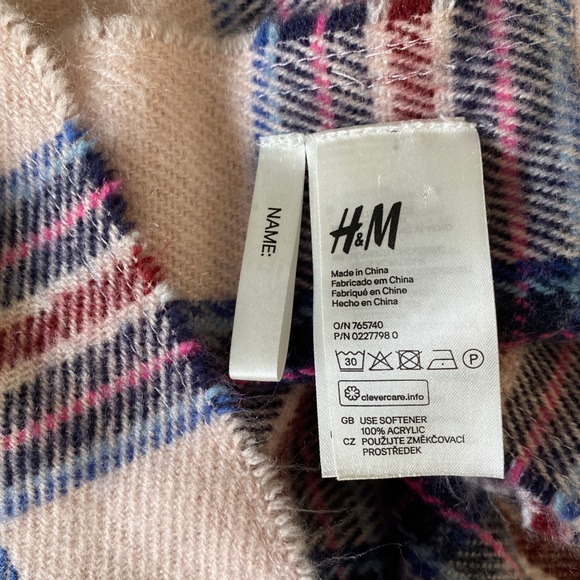 NAME:
H&M
Made in China
Fabricado em China
Fabriqué en Chine
Hecho en China
O/N 765740
P/N 0227798 0
30
P
clevercare.info
GB USE SOFTENER
100% ACRYLIC
CZ POUŽIJTE ZMĚKČOVACÍ
PROSTŘEDEK